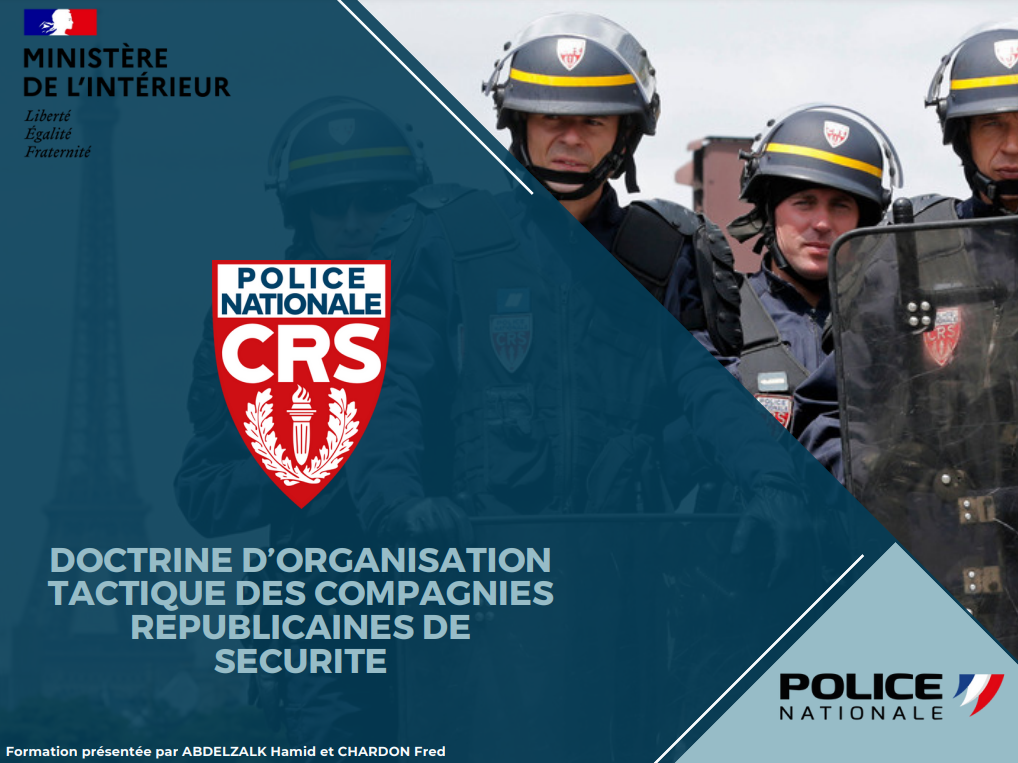 MINISTÈRE
DE L'INTÉRIEUR
Liberté
Égalité
Fraternité
POLICE
NATIONALE
CRS
DOCTRINE D'ORGANISATION
TACTIQUE DES COMPAGNIES
REPUBLICAINES DE
SECURITE
POLICE
NATIONALE
Formation présentée par ABDELZALK Hamid et CHARDON Fred